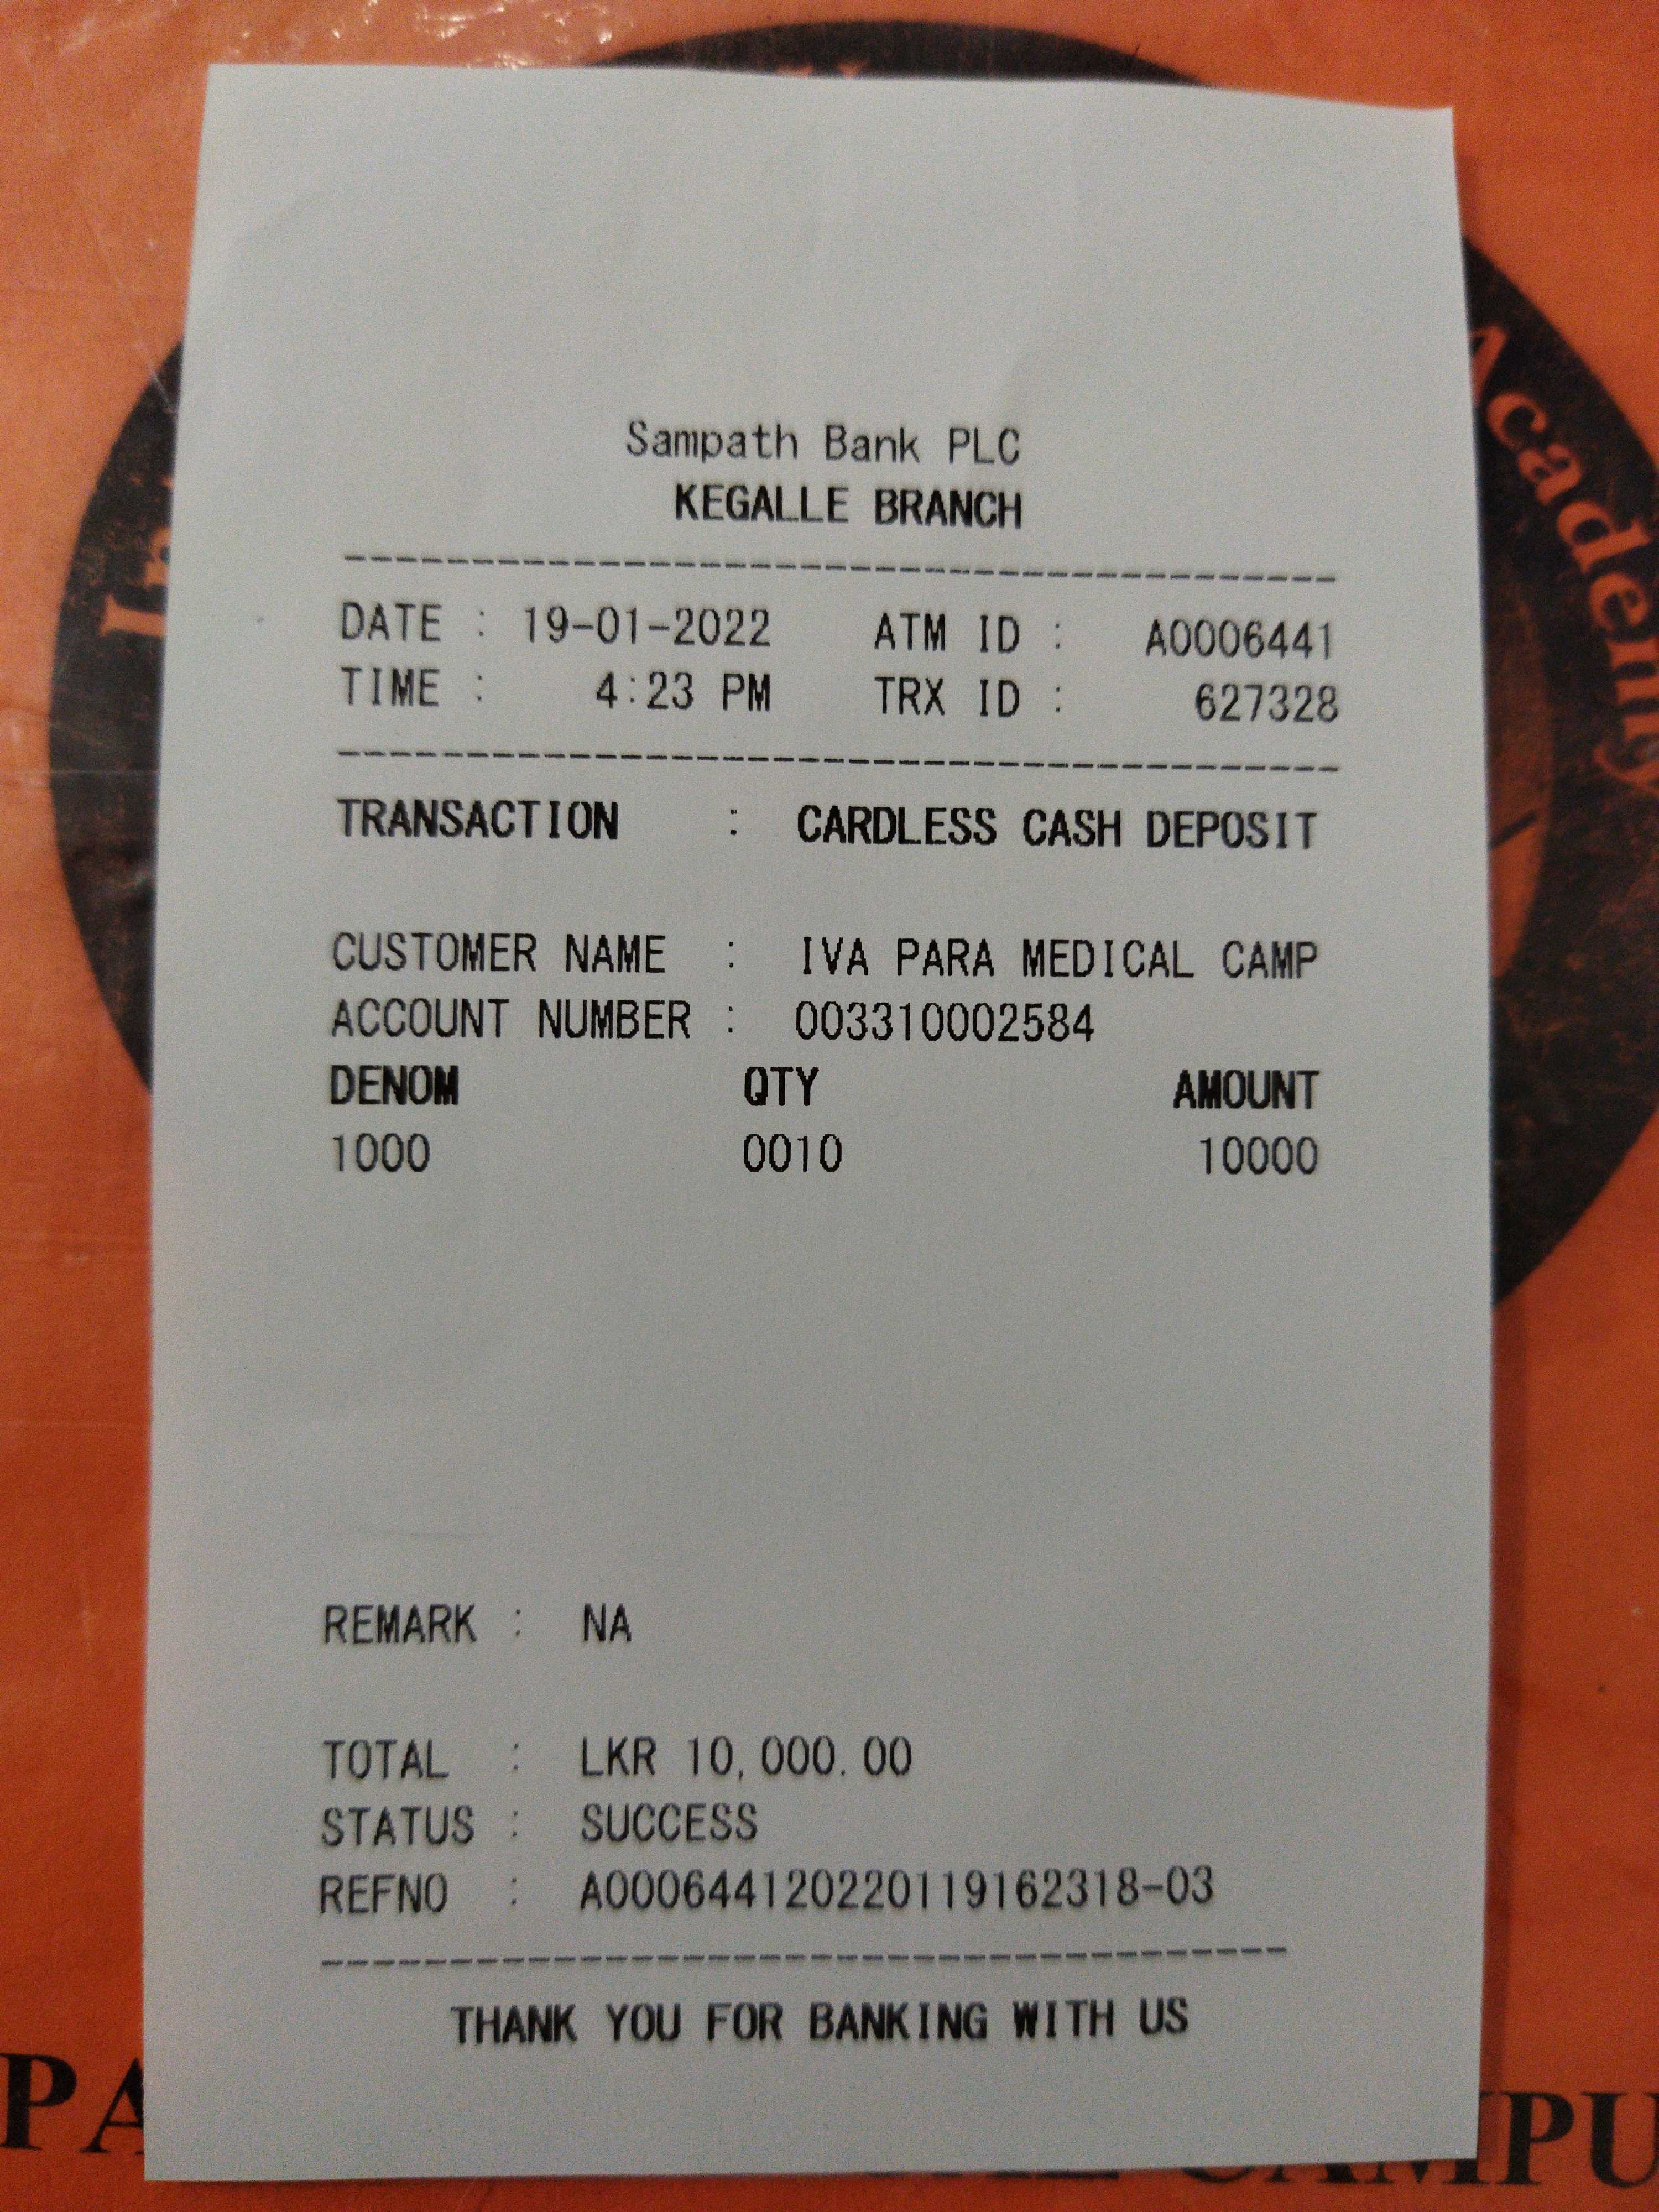 Sampath Bank PLC
KEGALLE BRANCH
DATE : 19-01-2022 ATM ID : A0006441
TIME : 4:23 PM TRX ID : 627328
TRANSACTION : CARDLESS CASH DEPOSIT
CUSTOMER NAME : IVA PARA MEDICAL CAMP
ACCOUNT NUMBER : 003310002584
DENOM QTY AMOUNT
1000 0010 10000
REMARK : NA
TOTAL : LKR 10,000.00
STATUS : SUCCESS
REFNO : A000644120220119162318-03
THANK YOU FOR BANKING WITH US
Academy